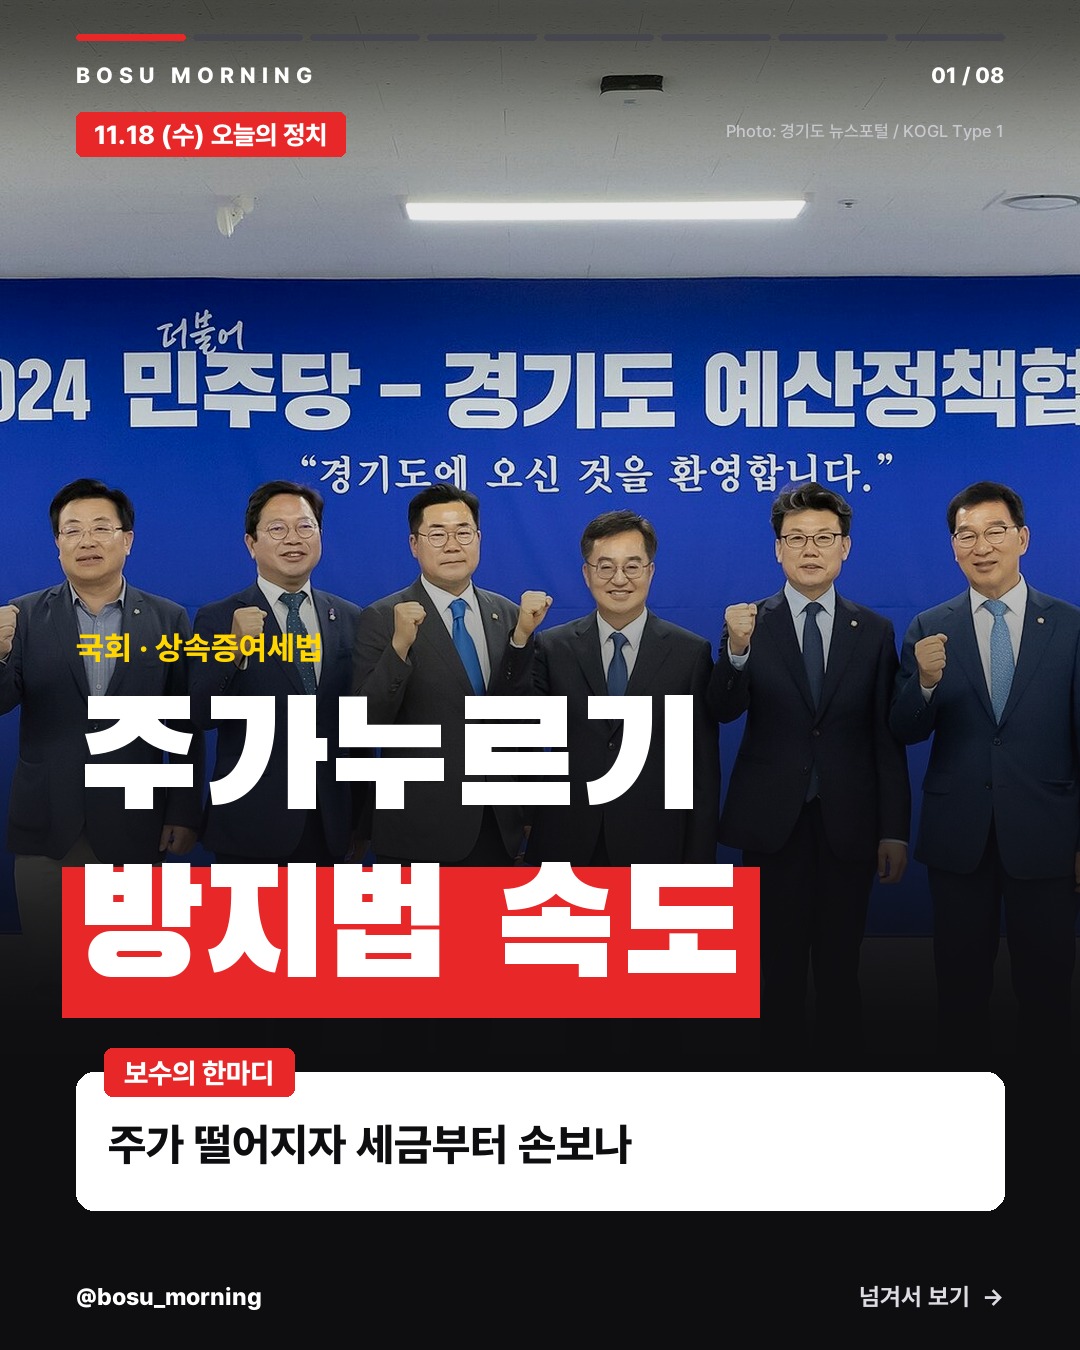 BOSU MORNING
01 / 08
11.18 (수) 오늘의 정치
Photo: 경기도 뉴스포털 / KOGL Type 1
더불어
024 민주당 - 경기도 예산정책협
“경기도에 오신 것을 환영합니다.”
국회 · 상속증여세법
주가누르기
방지법 속도
보수의 한마디
주가 떨어지자 세금부터 손보나
@bosu_morning
넘겨서 보기 →